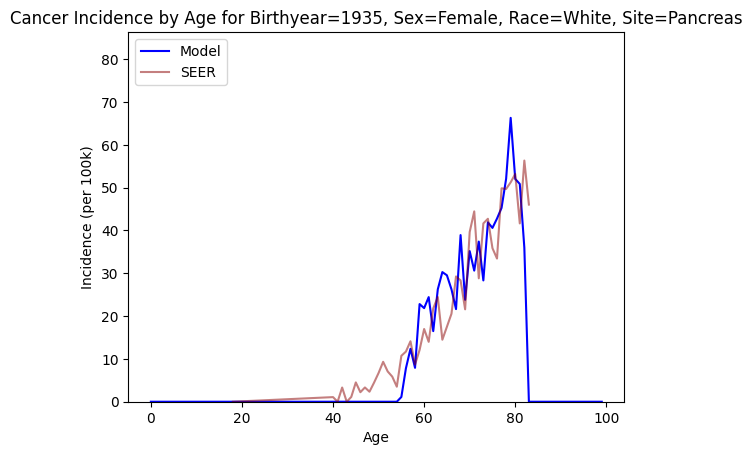 Cancer Incidence by Age for Birthyear=1935, Sex=Female, Race=White, Site=Pancreas
Model
SEER
80
70
60
50
40
30
20
10
0
Incidence (per 100k)
0 20 40 60 80 100
Age